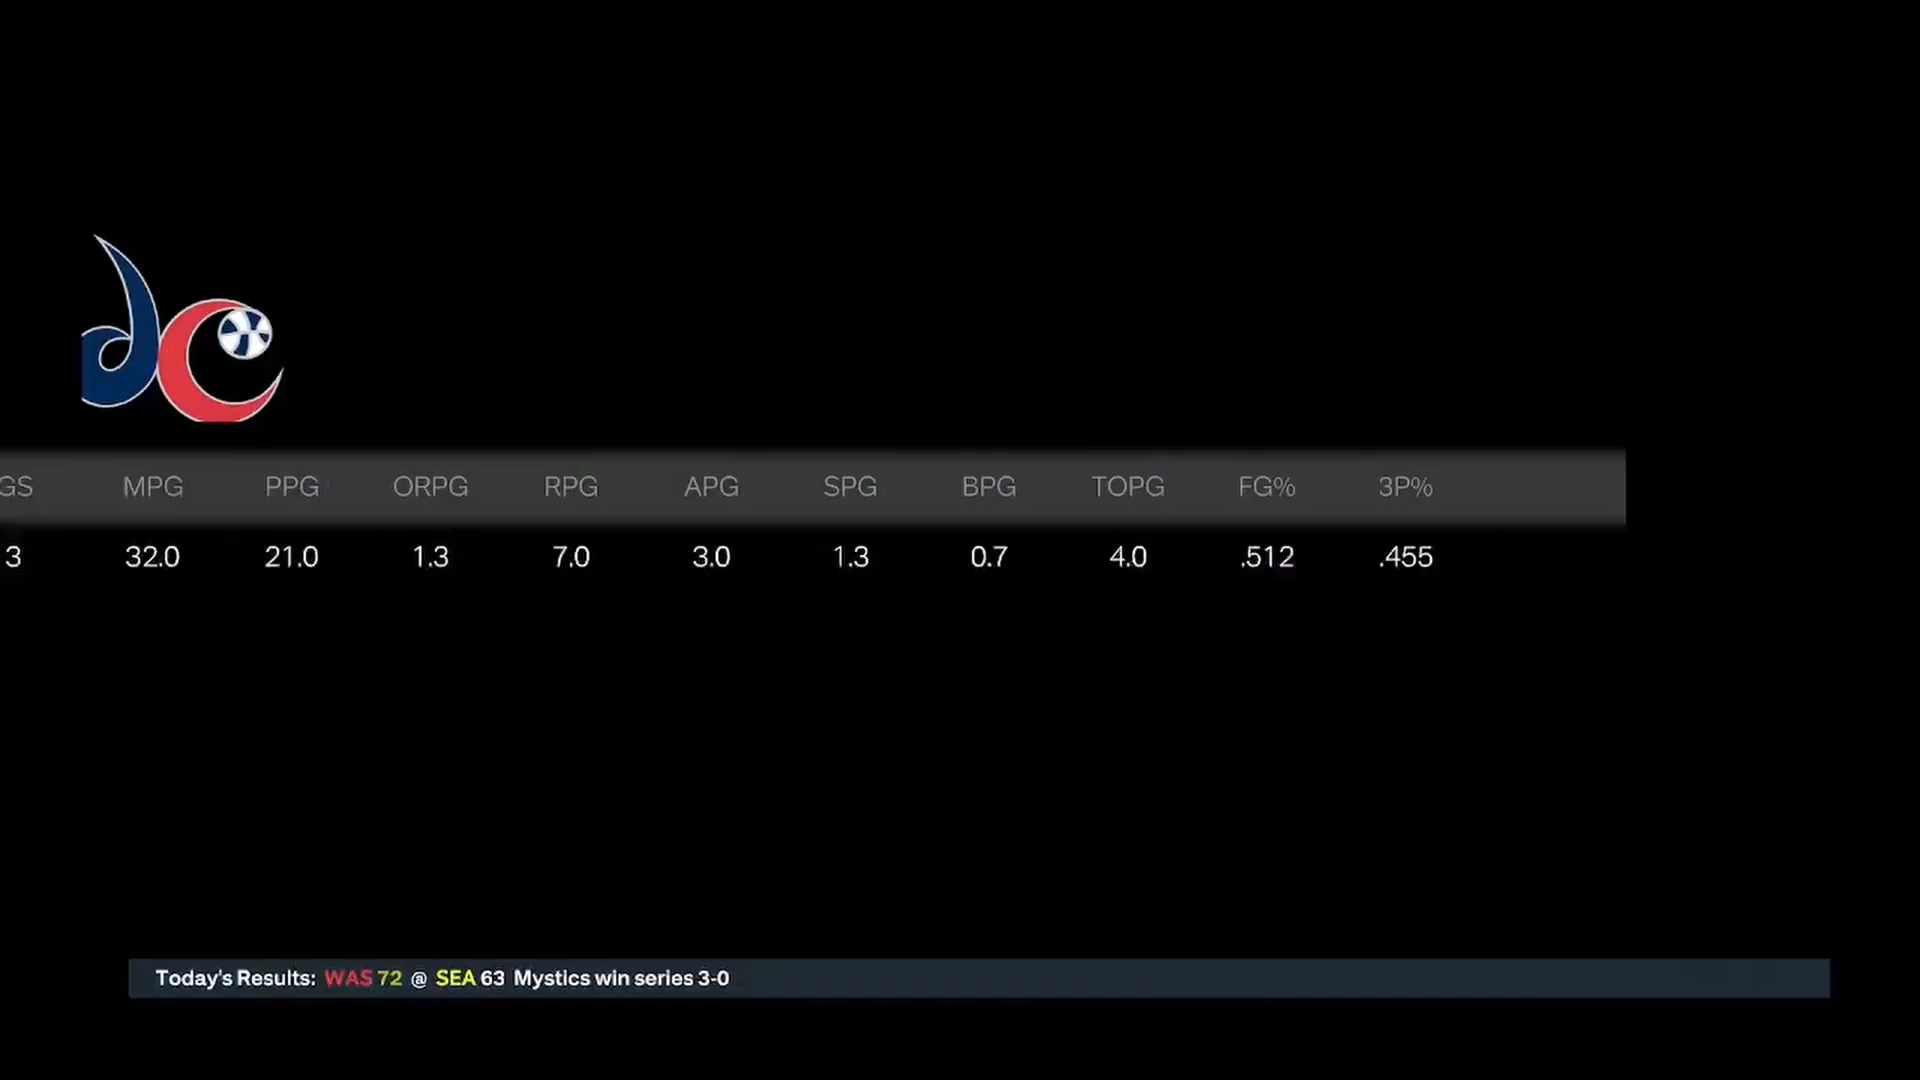 dc
GS MPG PPG ORPG RPG APG SPG BPG TOPG FG% 3P%
3 32.0 21.0 1.3 7.0 3.0 1.3 0.7 4.0 .512 .455
Today's Results: WAS 72 @ SEA 63 Mystics win series 3-0